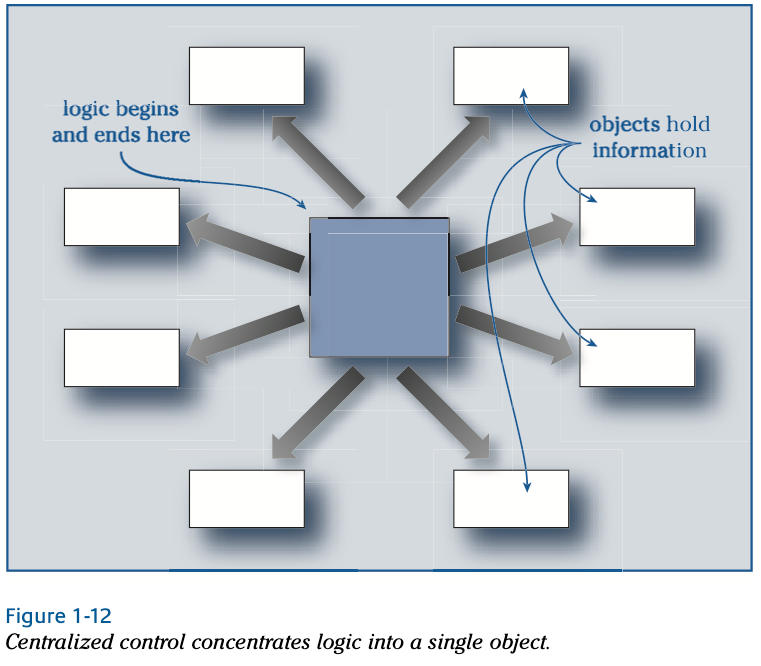 logic begins
and ends here
objects hold
information
Figure 1-12
Centralized control concentrates logic into a single object.